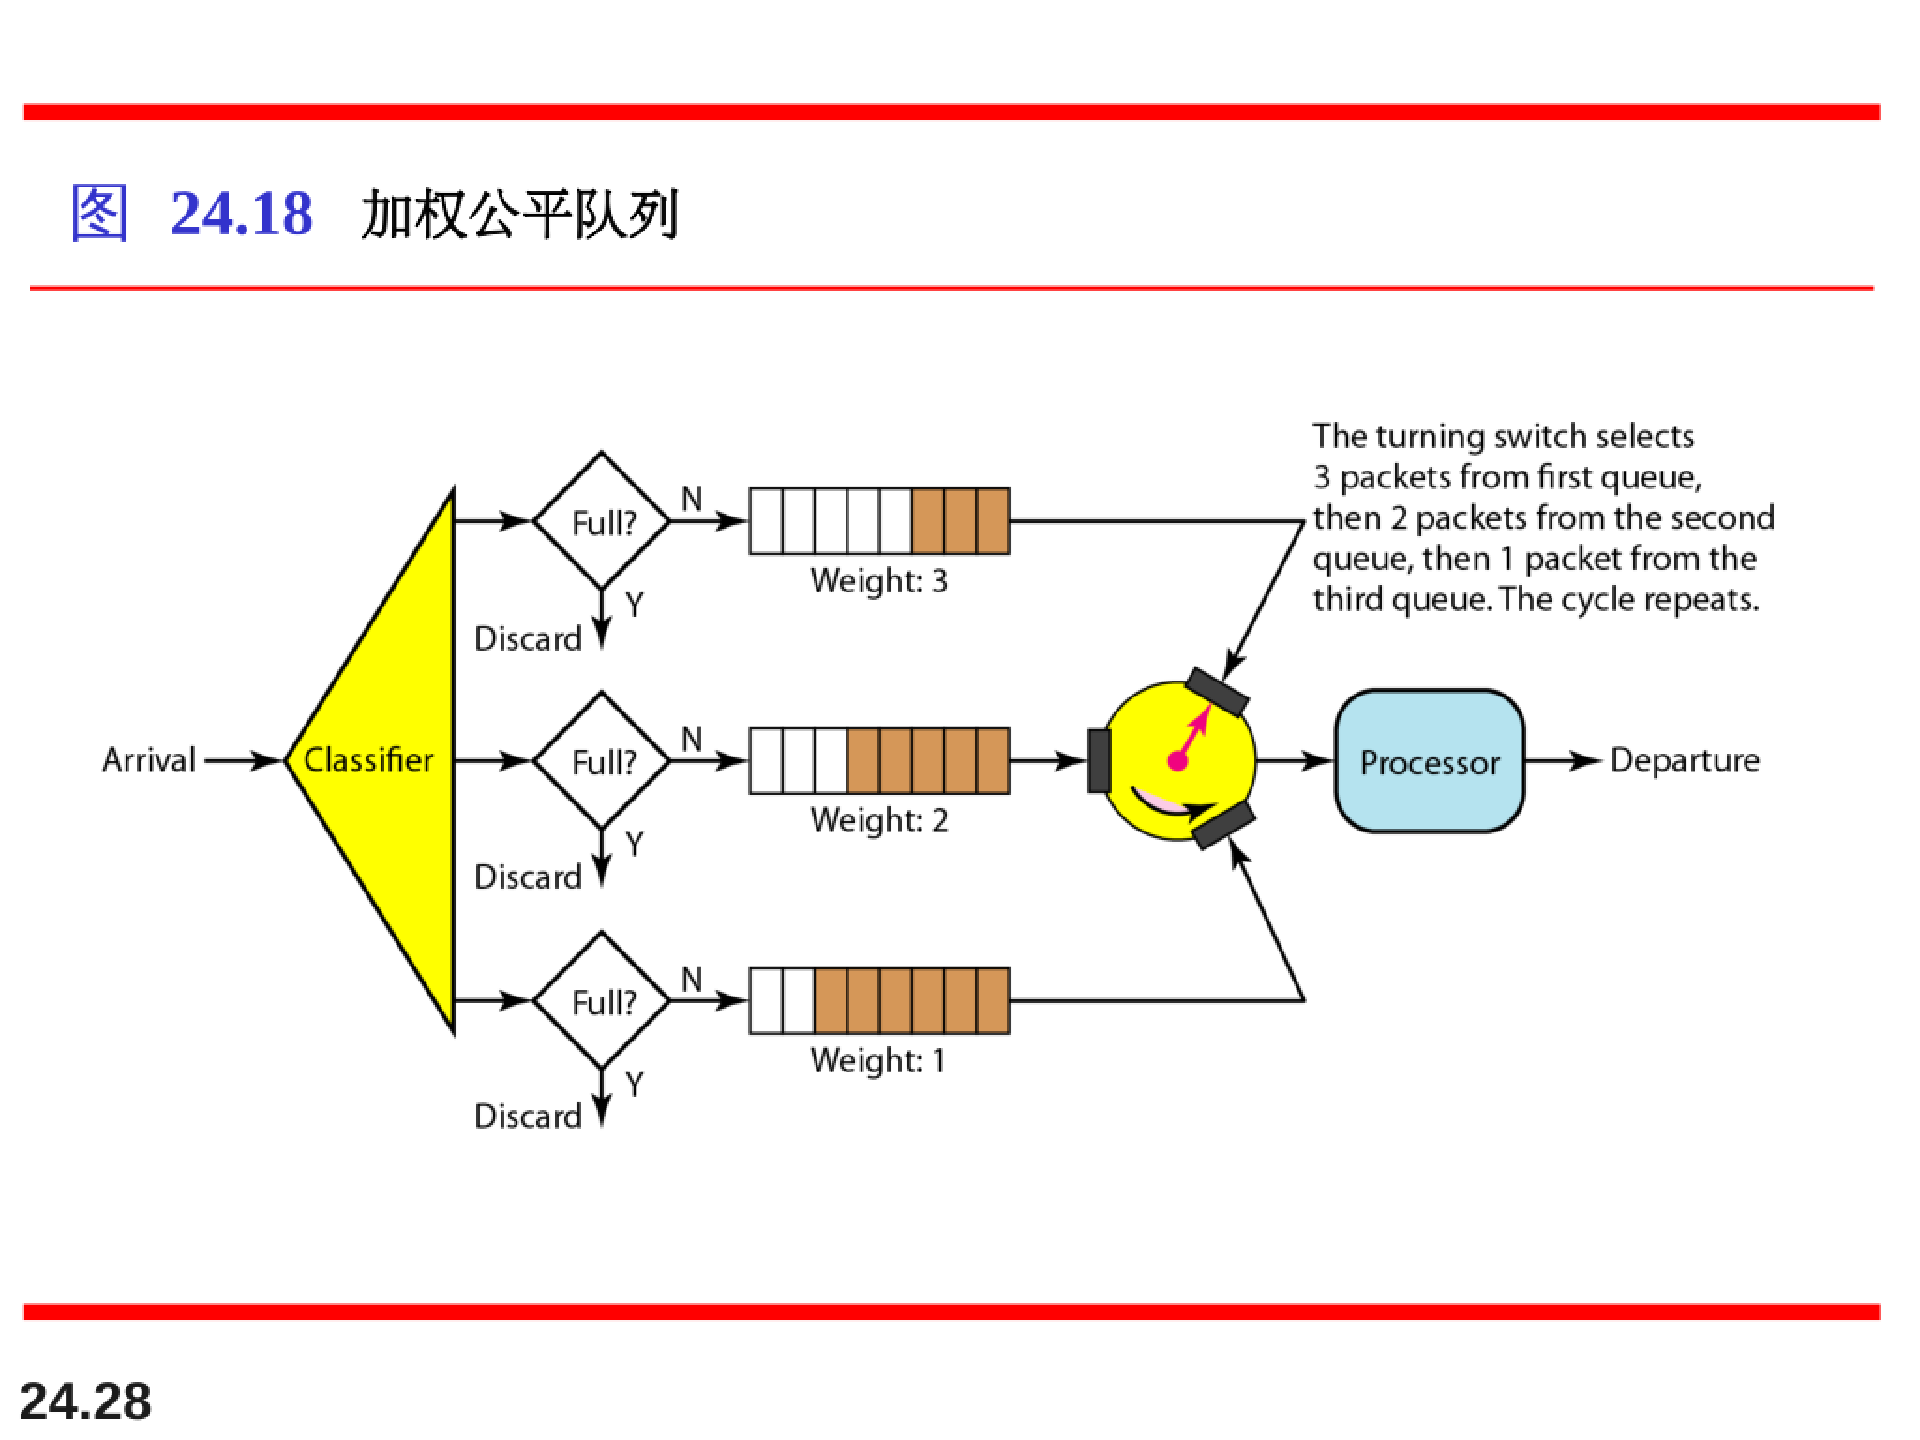 图 24.18 加权公平队列
The turning switch selects
3 packets from first queue,
then 2 packets from the second
queue, then 1 packet from the
third queue. The cycle repeats.
Full?
N
Weight: 3
Y
Discard
Arrival
Classifier
Full?
N
Weight: 2
Y
Discard
Processor
Departure
Full?
N
Weight: 1
Y
Discard
24.28